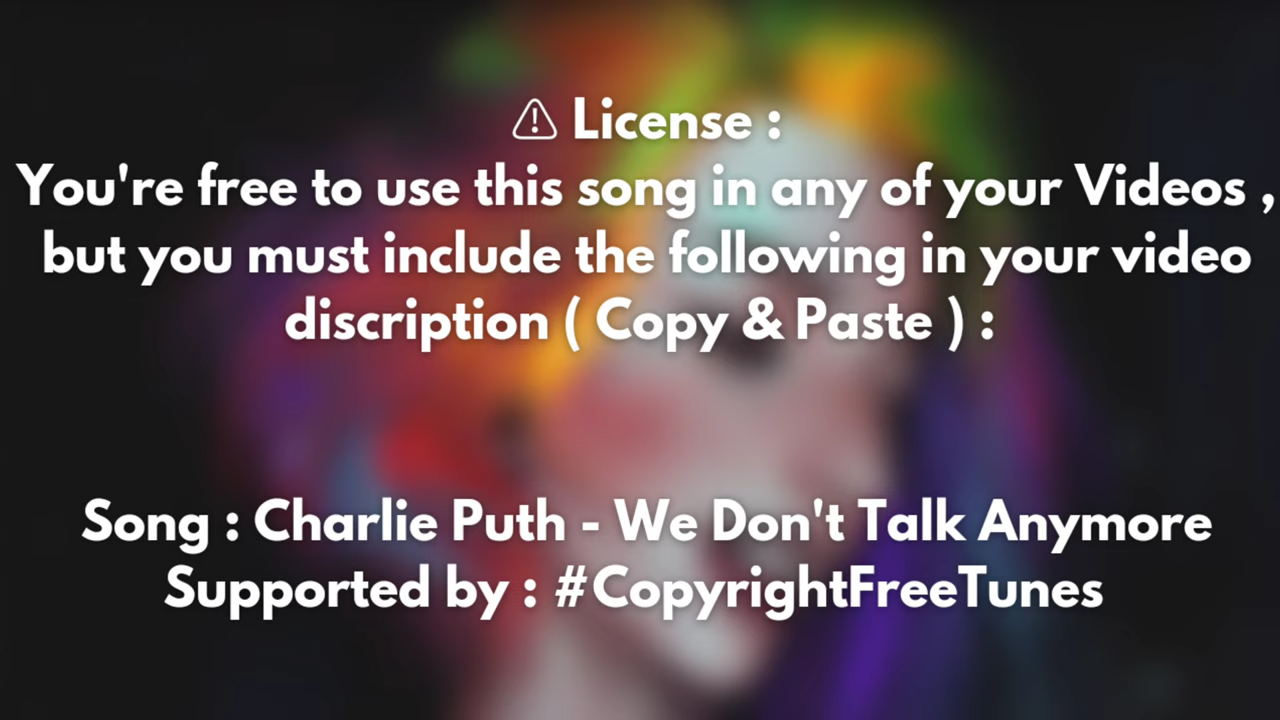 ⚠ License :
You're free to use this song in any of your Videos ,
but you must include the following in your video
discription ( Copy & Paste ) :
Song : Charlie Puth - We Don't Talk Anymore
Supported by : #CopyrightFreeTunes